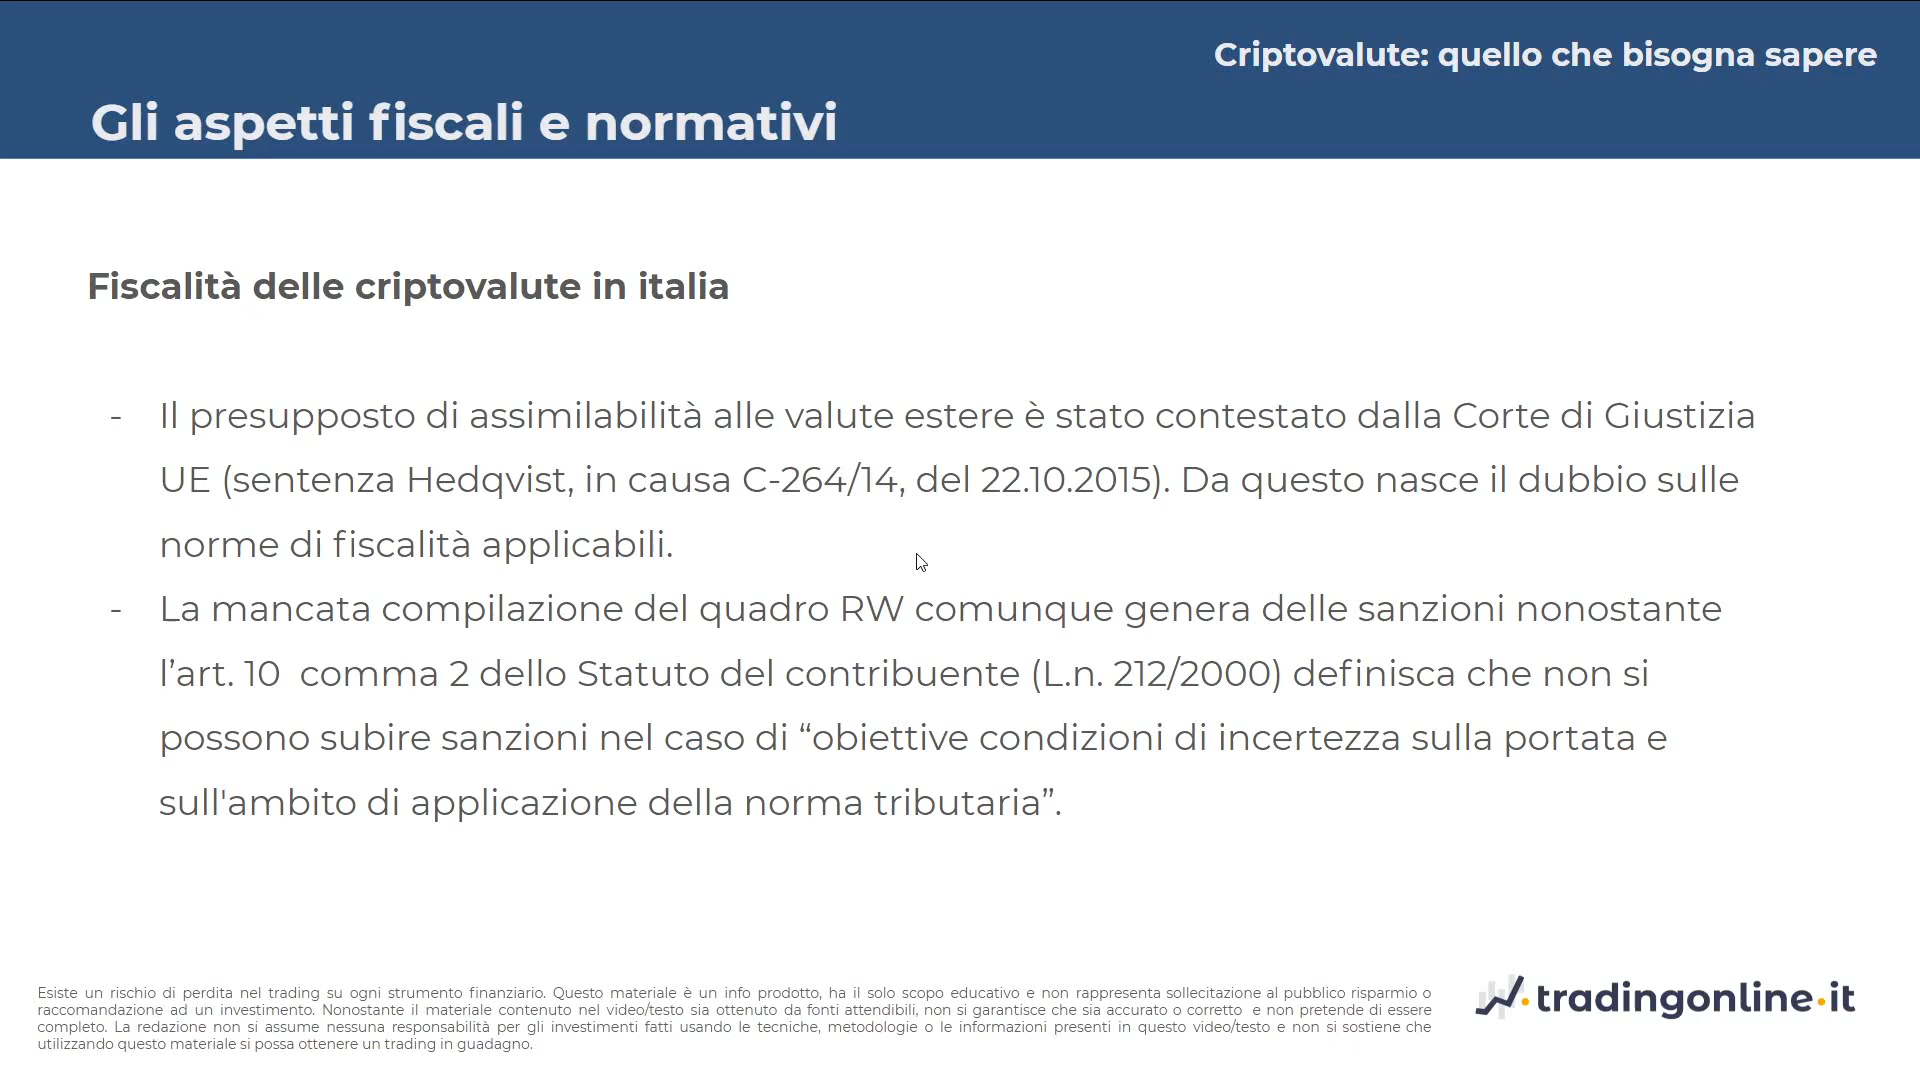 Criptovalute: quello che bisogna sapere
Gli aspetti fiscali e normativi
Fiscalità delle criptovalute in italia
- Il presupposto di assimilabilità alle valute estere è stato contestato dalla Corte di Giustizia
UE (sentenza Hedqvist, in causa C-264/14, del 22.10.2015). Da questo nasce il dubbio sulle
norme di fiscalità applicabili.
- La mancata compilazione del quadro RW comunque genera delle sanzioni nonostante
l’art. 10  comma 2 dello Statuto del contribuente (L.n. 212/2000) definisca che non si
possono subire sanzioni nel caso di “obiettive condizioni di incertezza sulla portata e
sull'ambito di applicazione della norma tributaria”.
Esiste un rischio di perdita nel trading su ogni strumento finanziario. Questo materiale è un info prodotto, ha il solo scopo educativo e non rappresenta sollecitazione al pubblico risparmio o
raccomandazione ad un investimento. Nonostante il materiale contenuto nel video/testo sia ottenuto da fonti attendibili, non si garantisce che sia accurato o corretto  e non pretende di essere
completo. La redazione non si assume nessuna responsabilità per gli investimenti fatti usando le tecniche, metodologie o le informazioni presenti in questo video/testo e non si sostiene che
utilizzando questo materiale si possa ottenere un trading in guadagno.
tradingonline.it